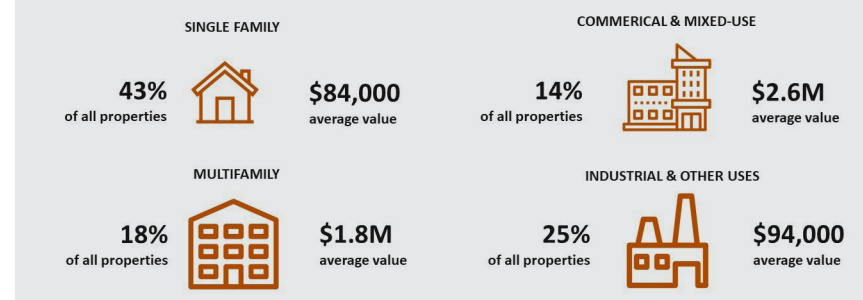 SINGLE FAMILY
43%
of all properties
$84,000
average value
COMMERICAL & MIXED-USE
14%
of all properties
$2.6M
average value
MULTIFAMILY
18%
of all properties
$1.8M
average value
INDUSTRIAL & OTHER USES
25%
of all properties
$94,000
average value